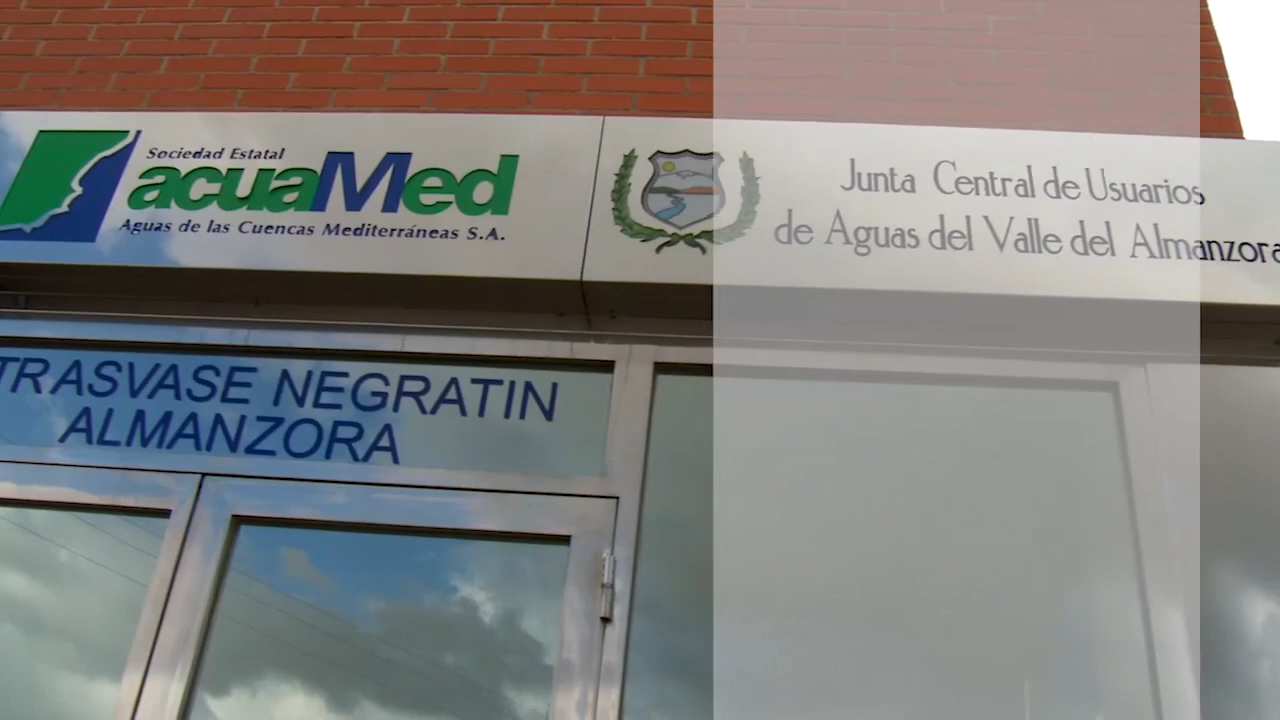 Sociedad Estatal
acuaMed
Aguas de las Cuencas Mediterráneas S.A.
Junta Central de Usuarios
de Aguas del Valle del Almanzora
TRASVASE NEGRATIN
ALMANZORA